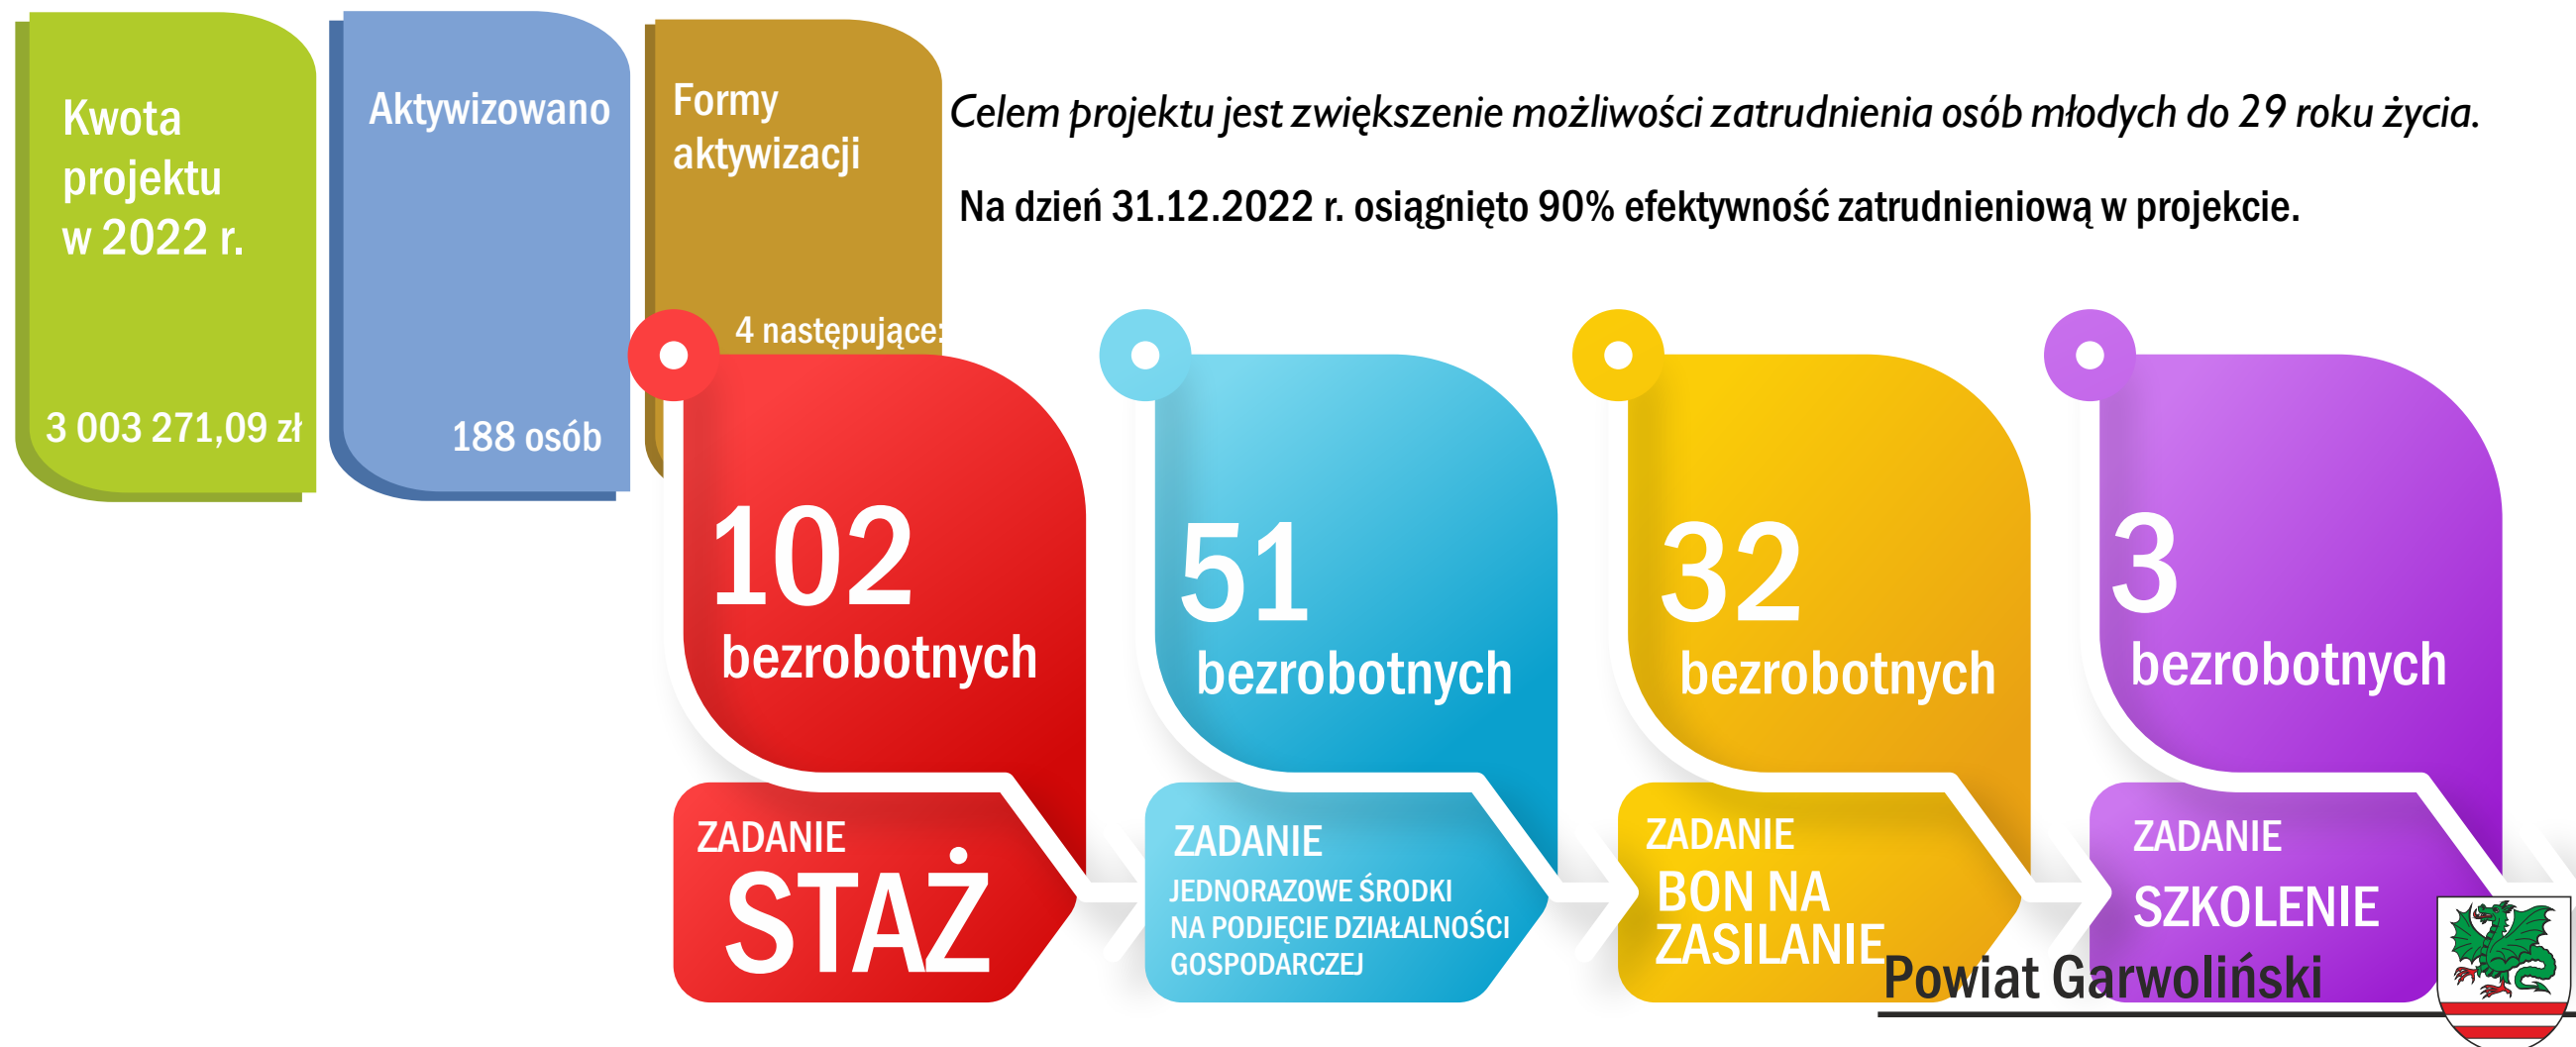 Kwota
projektu
w 2022 r.
3 003 271,09 zł
Aktywizowano
188 osób
Formy
aktywizacji
4 następujące:
Celem projektu jest zwiększenie możliwości zatrudnienia osób młodych do 29 roku życia.
Na dzień 31.12.2022 r. osiągnięto 90% efektywność zatrudnieniową w projekcie.
102
bezrobotnych
ZADANIE
STAŻ
51
bezrobotnych
ZADANIE
JEDNORAZOWE ŚRODKI
NA PODJĘCIE DZIAŁALNOŚCI
GOSPODARCZEJ
32
bezrobotnych
ZADANIE
BON NA
ZASILANIE
3
bezrobotnych
ZADANIE
SZKOLENIE
Powiat Garwoliński